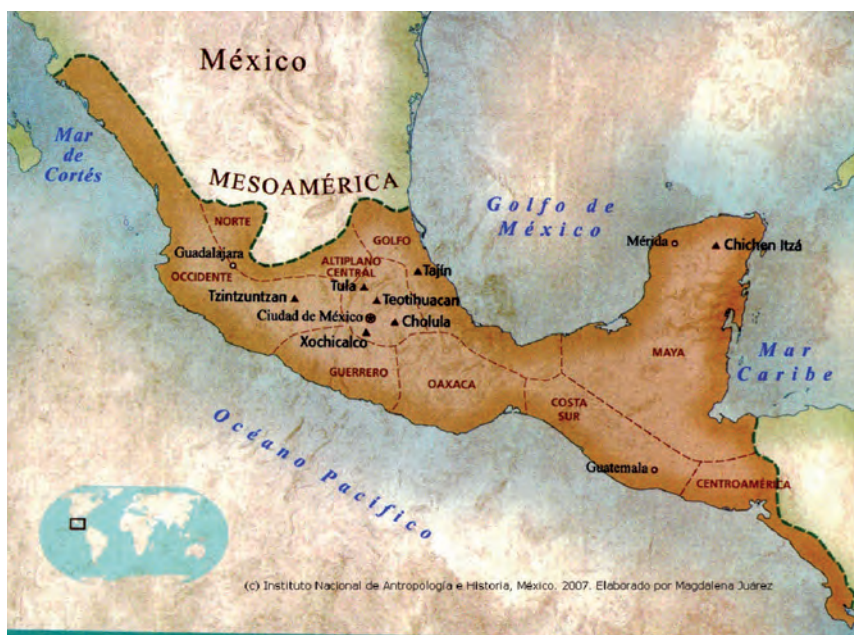 México
Mar
de
Cortés
MESOAMÉRICA
Golfo de
México
NORTE
GOLFO
Mérida
Chichen Itzá
Guadalajara
OCCIDENTE
ALTIPLANO
CENTRAL
Tajín
Tula
Tzintzuntzan
Teotihuacan
Ciudad de México
Cholula
Xochicalco
MAYA
Mar
Caribe
GUERRERO
OAXACA
COSTA
SUR
Océano Pacífico
Guatemala
CENTROAMÉRICA
(c) Instituto Nacional de Antropología e Historia, México. 2007. Elaborado por Magdalena Juárez